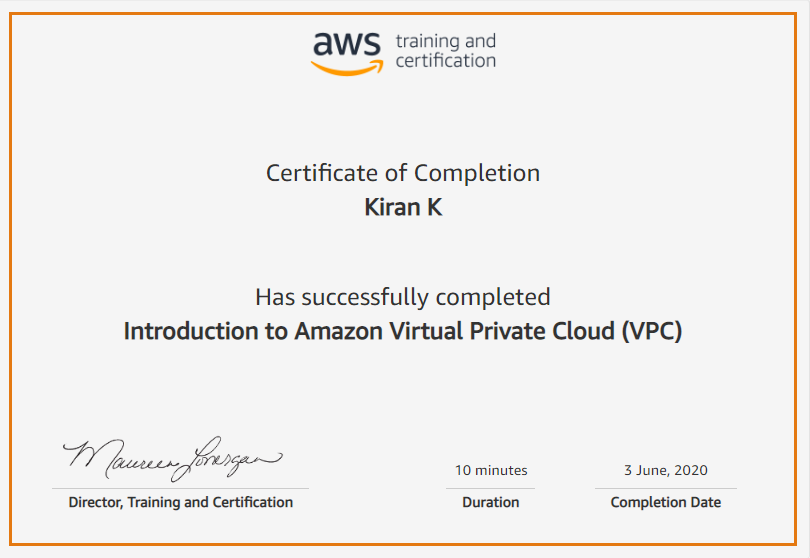 aws training and
certification
Certificate of Completion
Kiran K
Has successfully completed
Introduction to Amazon Virtual Private Cloud (VPC)
Maureen Lonergan
10 minutes
3 June, 2020
Director, Training and Certification
Duration
Completion Date